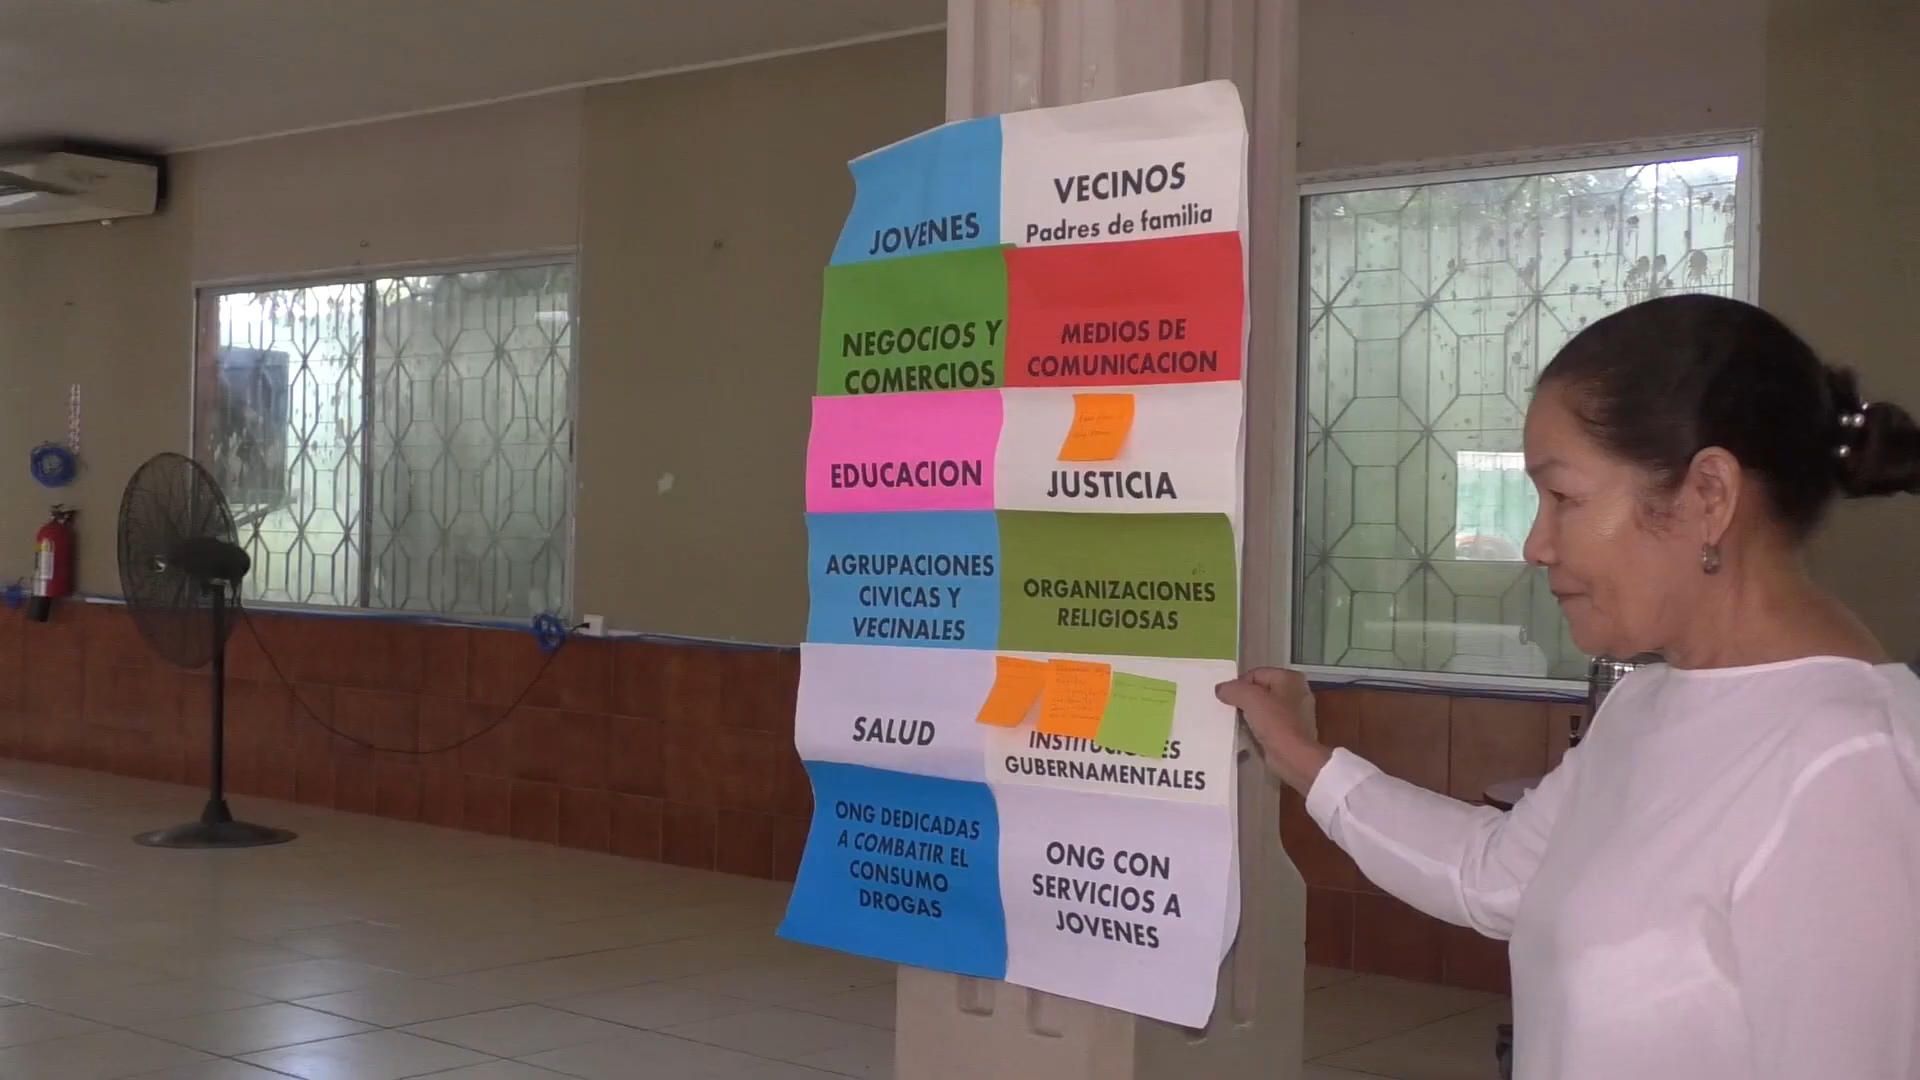 JOVENES
VECINOS
Padres de familia
NEGOCIOS Y
COMERCIOS
MEDIOS DE
COMUNICACION
EDUCACION
JUSTICIA
AGRUPACIONES
CIVICAS Y
VECINALES
ORGANIZACIONES
RELIGIOSAS
SALUD
GUBERNAMENTALES
ONG DEDICADAS
A COMBATIR EL
CONSUMO
DROGAS
ONG CON
SERVICIOS A
JOVENES